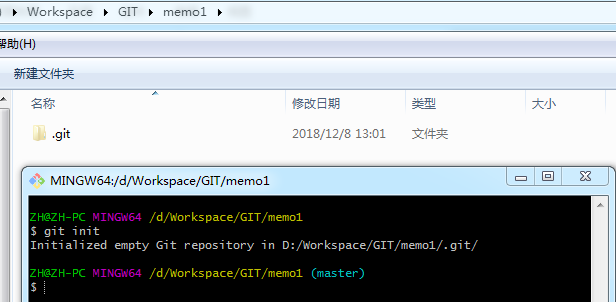 Workspace ▸ GIT ▸ memo1 ▸
帮助(H)
新建文件夹
名称 修改日期 类型 大小
.git 2018/12/8 13:01 文件夹
MINGW64:/d/Workspace/GIT/memo1
ZH@ZH-PC MINGW64 /d/Workspace/GIT/memo1
$ git init
Initialized empty Git repository in D:/Workspace/GIT/memo1/.git/
ZH@ZH-PC MINGW64 /d/Workspace/GIT/memo1 (master)
$